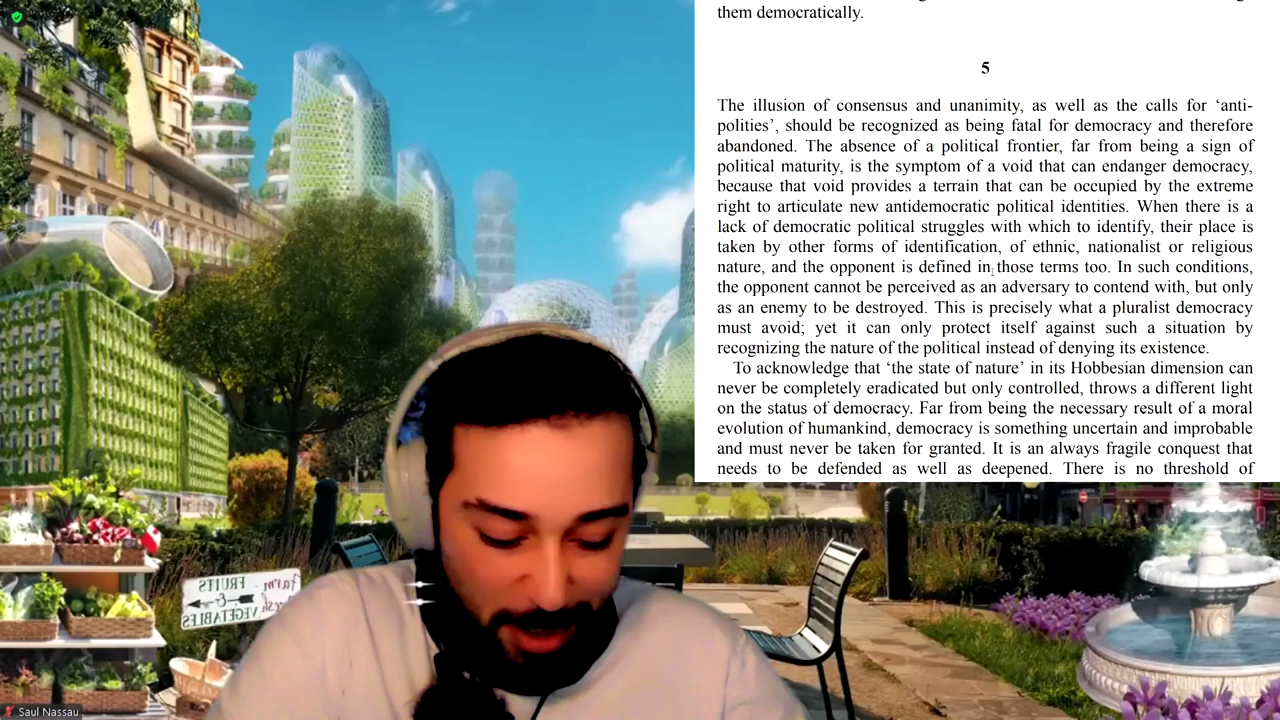 them democratically.
5
The illusion of consensus and unanimity, as well as the calls for ‘anti-
polities’, should be recognized as being fatal for democracy and therefore
abandoned. The absence of a political frontier, far from being a sign of
political maturity, is the symptom of a void that can endanger democracy,
because that void provides a terrain that can be occupied by the extreme
right to articulate new antidemocratic political identities. When there is a
lack of democratic political struggles with which to identify, their place is
taken by other forms of identification, of ethnic, nationalist or religious
nature, and the opponent is defined in those terms too. In such conditions,
the opponent cannot be perceived as an adversary to contend with, but only
as an enemy to be destroyed. This is precisely what a pluralist democracy
must avoid; yet it can only protect itself against such a situation by
recognizing the nature of the political instead of denying its existence.
To acknowledge that ‘the state of nature’ in its Hobbesian dimension can
never be completely eradicated but only controlled, throws a different light
on the status of democracy. Far from being the necessary result of a moral
evolution of humankind, democracy is something uncertain and improbable
and must never be taken for granted. It is an always fragile conquest that
needs to be defended as well as deepened. There is no threshold of
farm
fresh
FRUITS
&
VEGETABLES
Saul Nassau